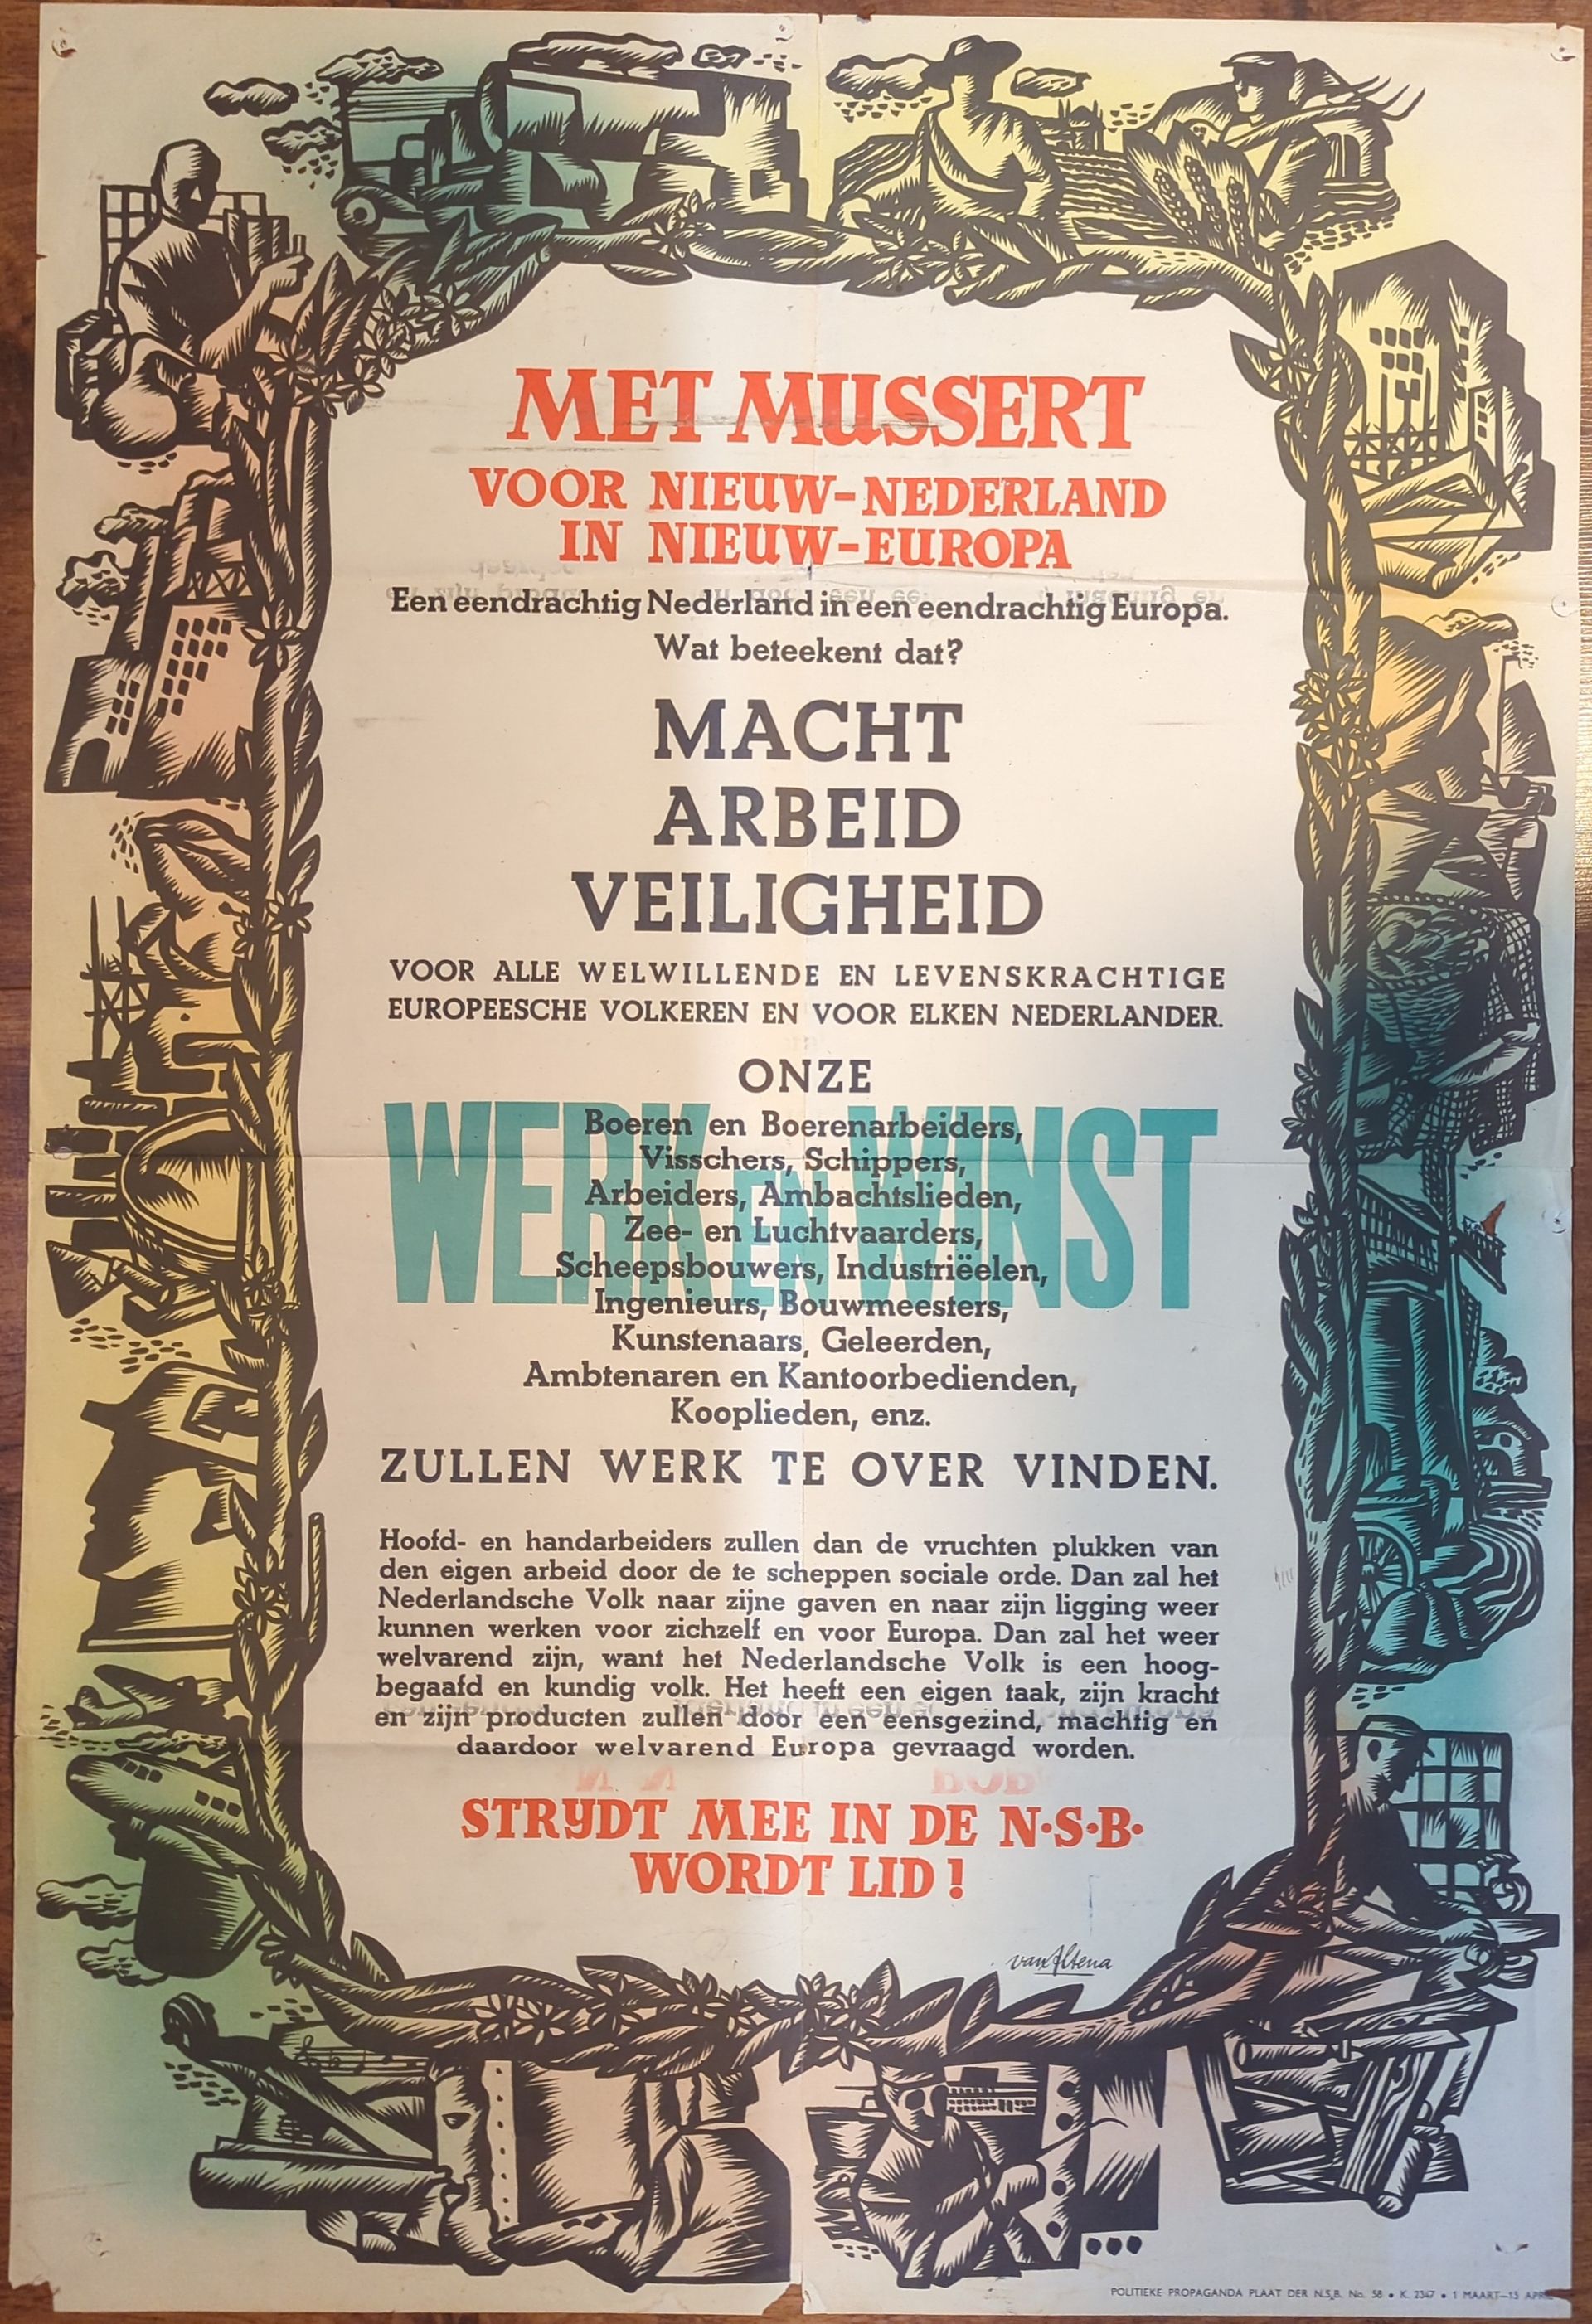 MET MUSSERT
VOOR NIEUW-NEDERLAND
IN NIEUW-EUROPA
Een eendrachtig Nederland in een eendrachtig Europa.
Wat beteekent dat?
MACHT
ARBEID
VEILIGHEID
VOOR ALLE WELWILLENDE EN LEVENSKRACHTIGE
EUROPEESCHE VOLKEREN EN VOOR ELKEN NEDERLANDER.
ONZE
WERK EN WINST
Boeren en Boerenarbeiders,
Visschers, Schippers,
Arbeiders, Ambachtslieden,
Zee- en Luchtvaarders,
Scheepsbouwers, Industrieëlen,
Ingenieurs, Bouwmeesters,
Kunstenaars, Geleerden,
Ambtenaren en Kantoorbedienden,
Kooplieden, enz.
ZULLEN WERK TE OVER VINDEN.
Hoofd- en handarbeiders zullen dan de vruchten plukken van
den eigen arbeid door de te scheppen sociale orde. Dan zal het
Nederlandsche Volk naar zijne gaven en naar zijn ligging weer
kunnen werken voor zichzelf en voor Europa. Dan zal het weer
welvarend zijn, want het Nederlandsche Volk is een hoog-
begaafd en kundig volk. Het heeft een eigen taak, zijn kracht
en zijn producten zullen door een eensgezind, machtig en
daardoor welvarend Europa gevraagd worden.
STRIJDT MEE IN DE N·S·B·
WORDT LID !
van Altena
POLITIEKE PROPAGANDA PLAAT DER N.S.B. No. 58 • K. 2347 • 1 MAART—15